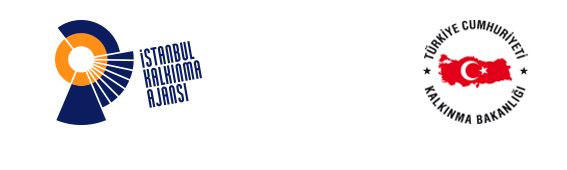 İSTANBUL
KALKINMA
AJANSI
TÜRKİYE CUMHURİYETİ
KALKINMA BAKANLIĞI